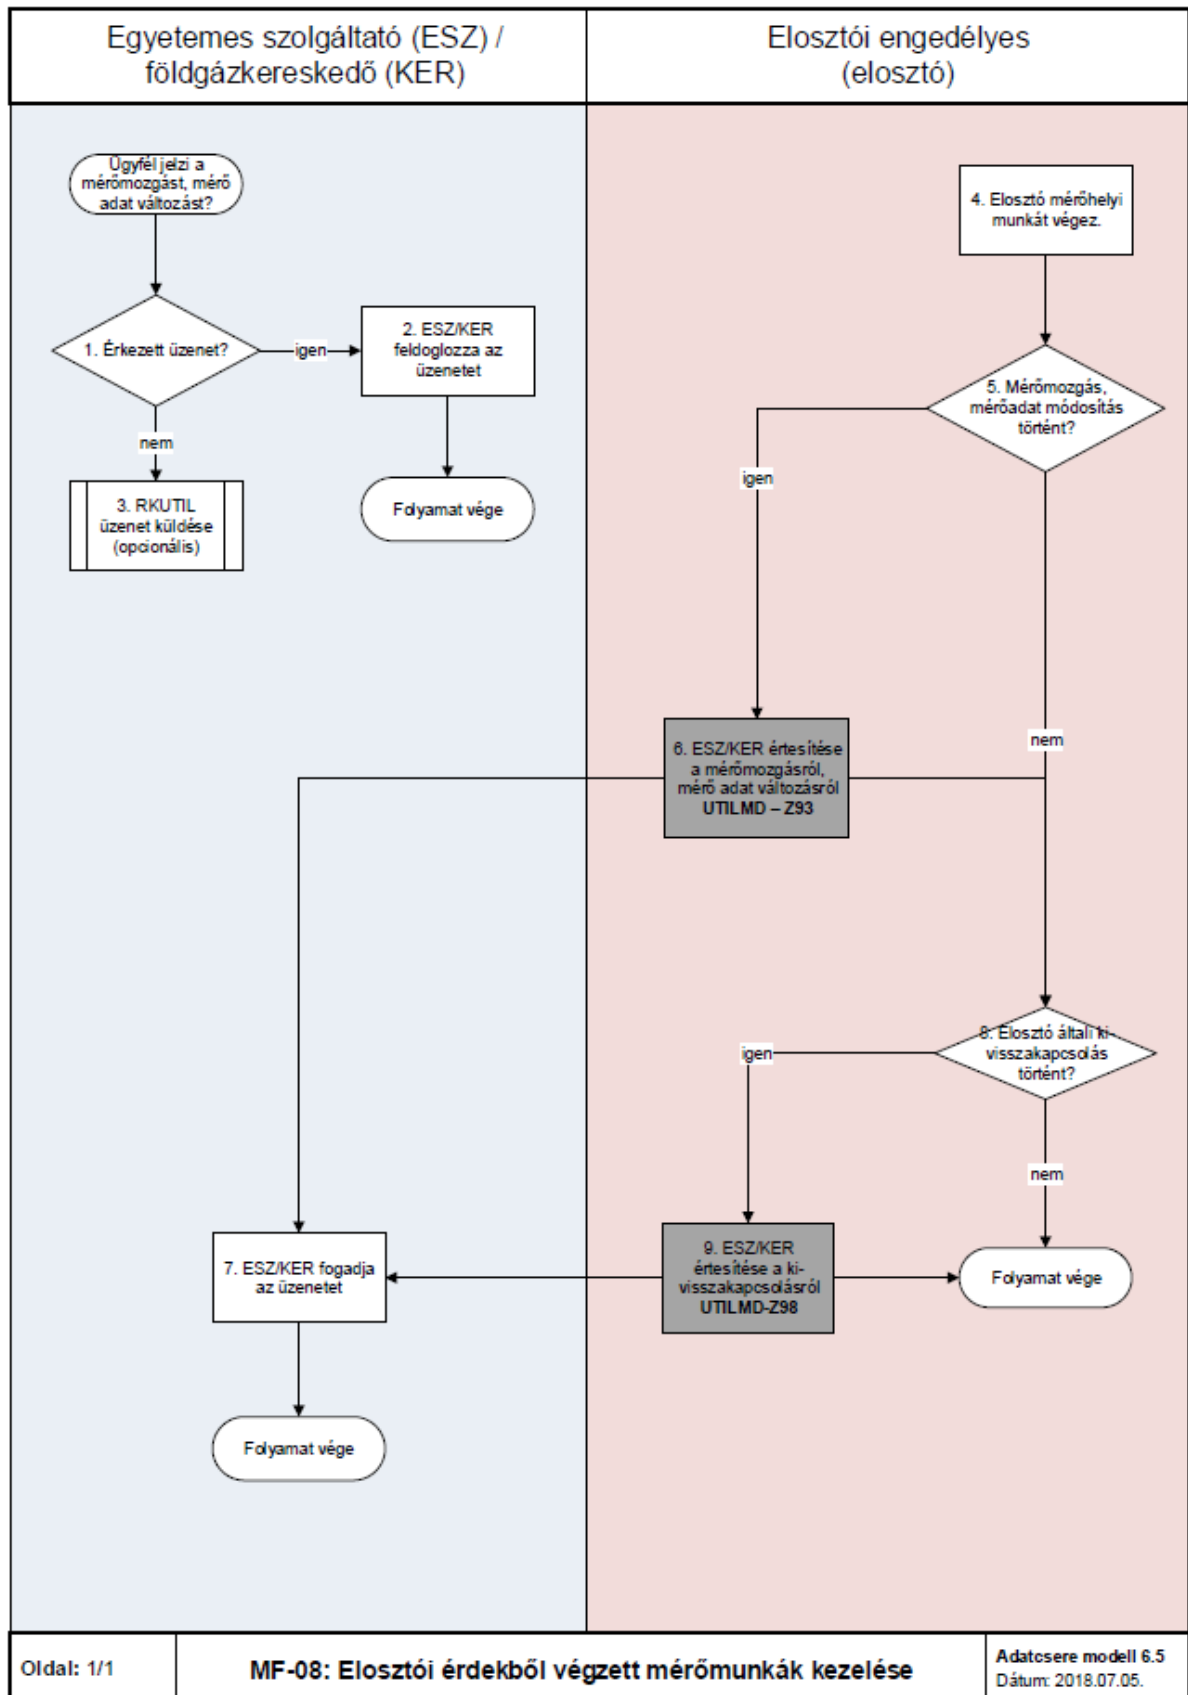 Egyetemes szolgáltató (ESZ) /
földgázkereskedő (KER)
Elosztói engedélyes
(elosztó)
Ügyfél jelzi a
mérőmozgást, mérő
adat változást?
1. Érkezett üzenet?
igen
2. ESZ/KER
feldoglozza az
üzenetet
nem
3. RKUTIL
üzenet küldése
(opcionális)
Folyamat vége
4. Elosztó mérőhelyi
munkát végez.
5. Mérőmozgás,
mérőadat módosítás
történt?
igen
nem
6. ESZ/KER értesítése
a mérőmozgásról,
mérő adat változásról
UTILMD – Z93
8. Elosztó általi ki-
visszakapcsolás
történt?
igen
nem
7. ESZ/KER fogadja
az üzenetet
9. ESZ/KER
értesítése a ki-
visszakapcsolásról
UTILMD-Z98
Folyamat vége
Folyamat vége
Oldal: 1/1
MF-08: Elosztói érdekből végzett mérőmunkák kezelése
Adatcsere modell 6.5
Dátum: 2018.07.05.